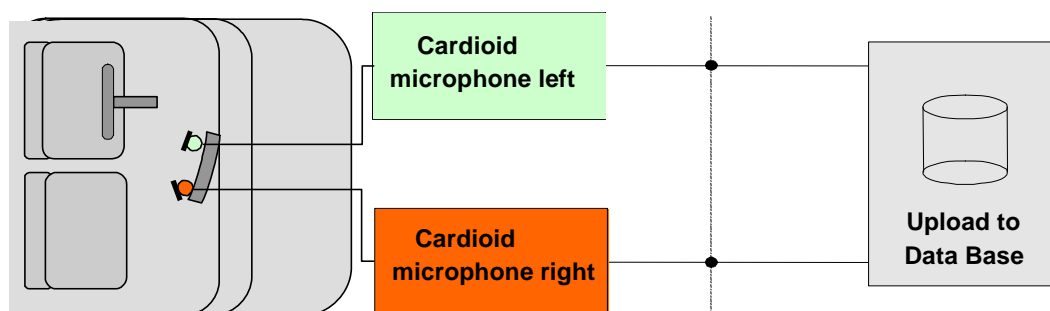 Cardioid
microphone left
Cardioid
microphone right
Upload to
Data Base